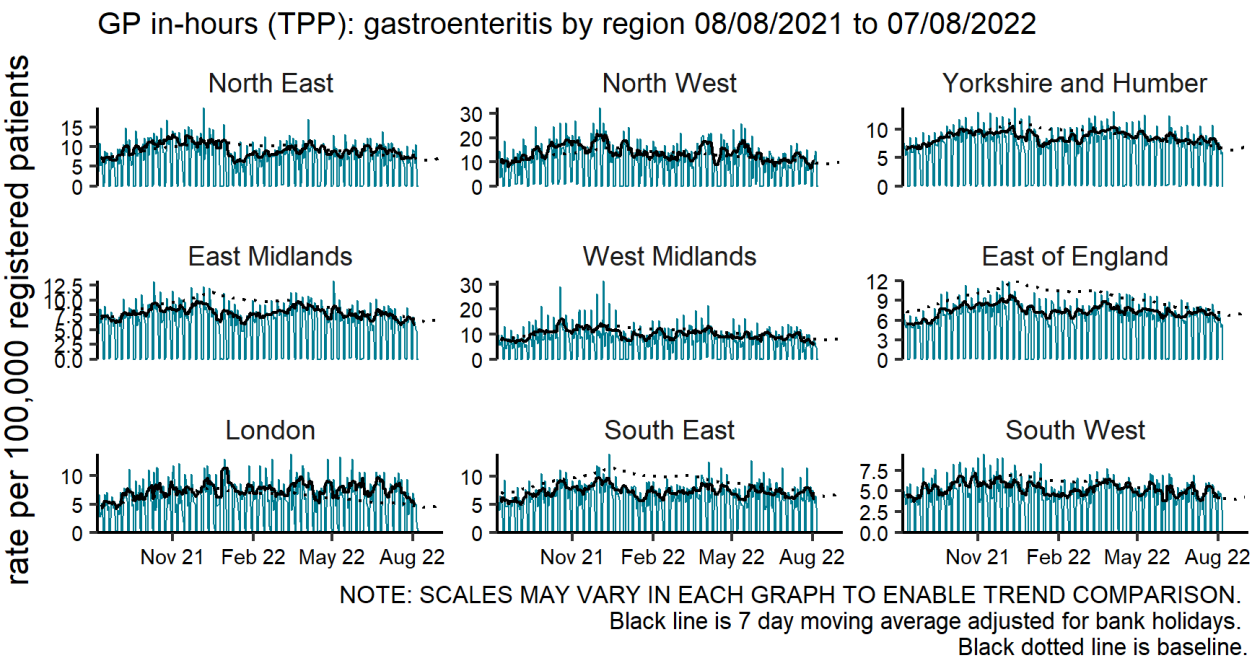 GP in-hours (TPP): gastroenteritis by region 08/08/2021 to 07/08/2022
rate per 100,000 registered patients
North East
15
10
5
0
North West
30
20
10
0
Yorkshire and Humber
10
5
0
East Midlands
12.5
10.0
7.5
5.0
2.5
0.0
West Midlands
30
20
10
0
East of England
12
9
6
3
0
London
10
5
0
South East
10
5
0
South West
7.5
5.0
2.5
0.0
Nov 21 Feb 22 May 22 Aug 22
Nov 21 Feb 22 May 22 Aug 22
Nov 21 Feb 22 May 22 Aug 22
NOTE: SCALES MAY VARY IN EACH GRAPH TO ENABLE TREND COMPARISON.
Black line is 7 day moving average adjusted for bank holidays.
Black dotted line is baseline.